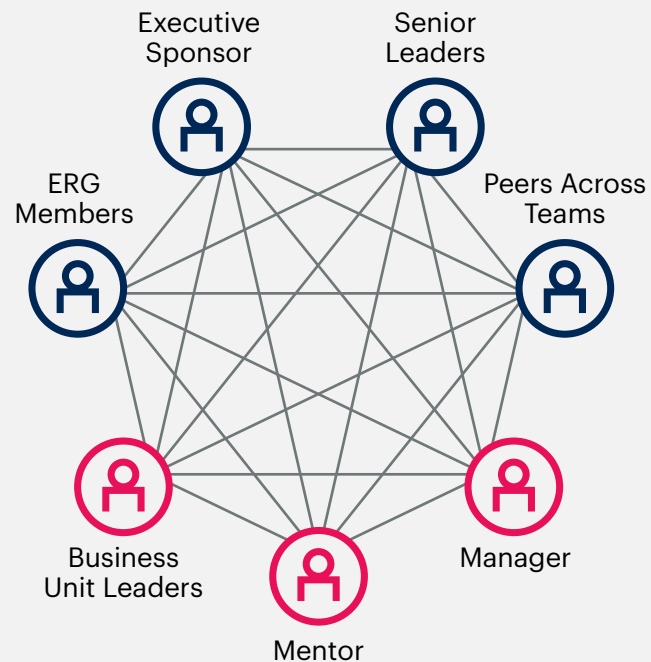 Executive
Sponsor
Senior
Leaders
ERG
Members
Peers Across
Teams
Business
Unit Leaders
Manager
Mentor